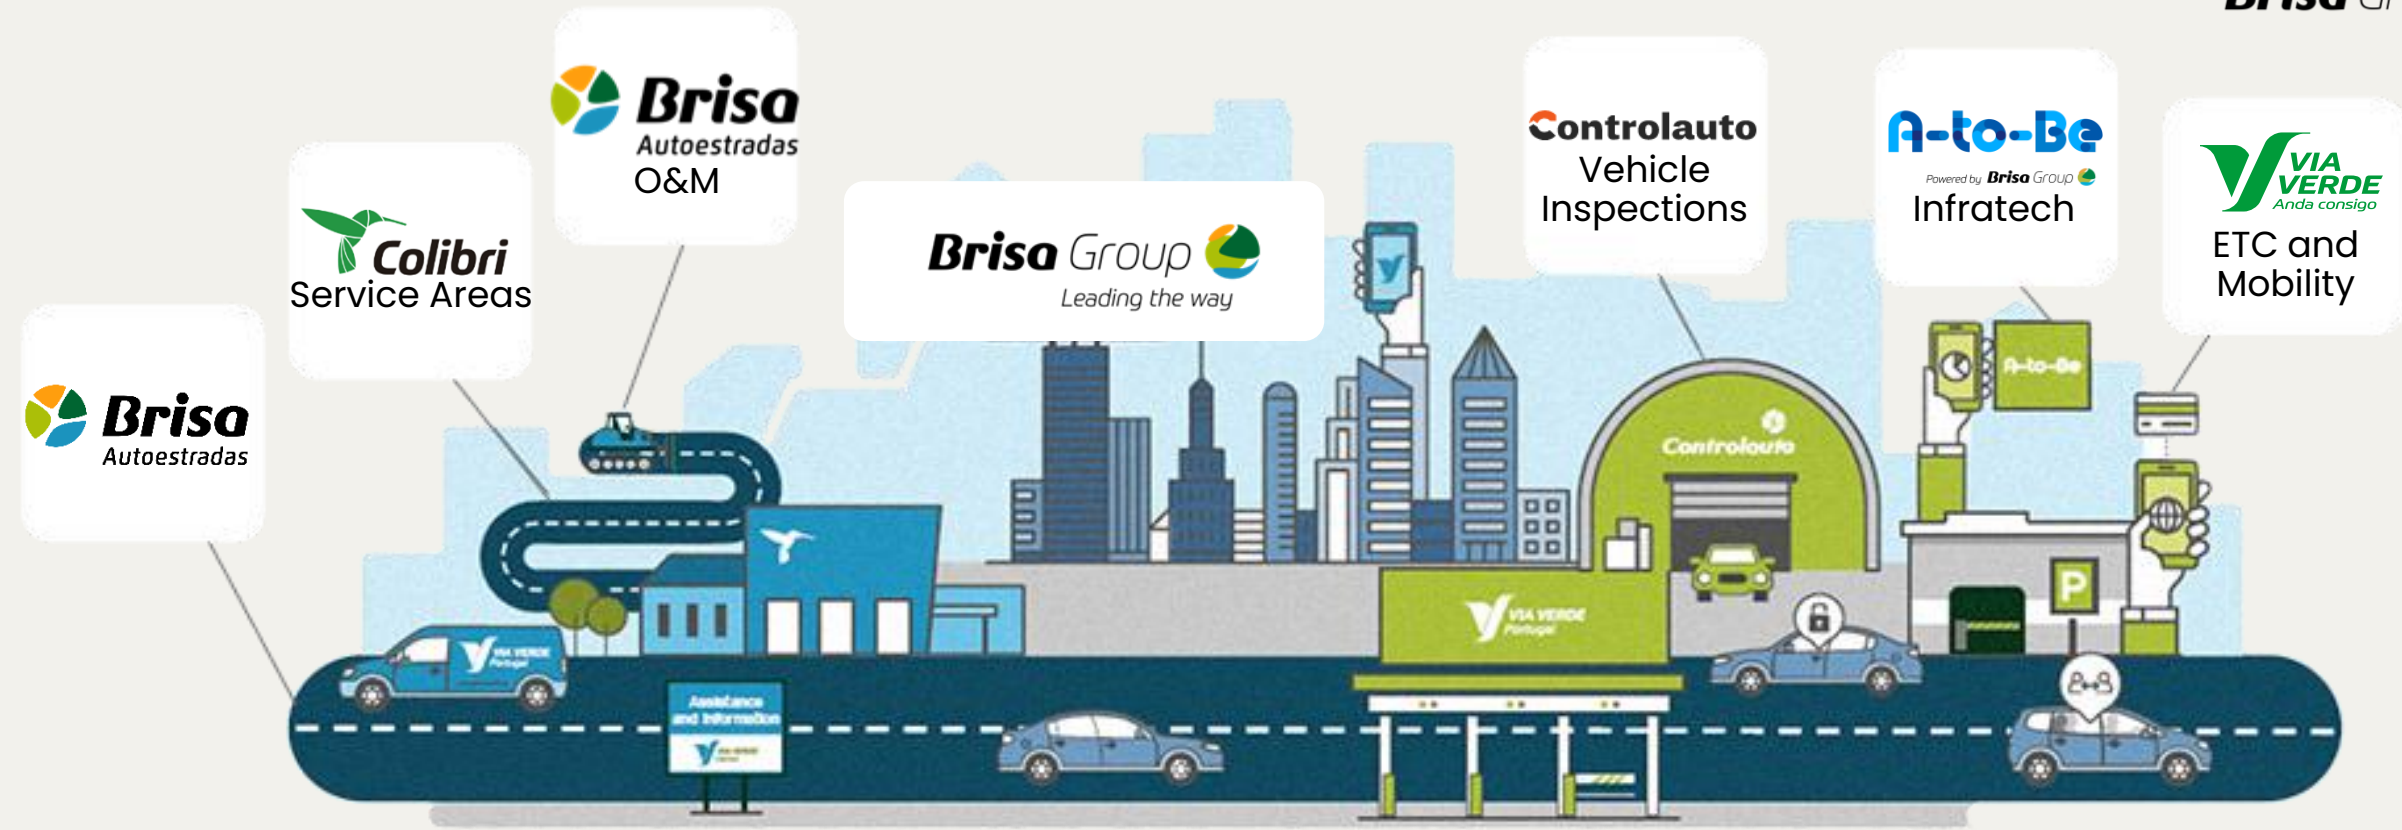 Brisa
Autoestradas
Colibri
Service Areas
Brisa
Autoestradas
O&M
Brisa Group
Leading the way
Controlauto
Vehicle
Inspections
A-to-Be
Powered by Brisa Group
Infratech
VIA
VERDE
Anda consigo
ETC and
Mobility
A-to-Be
Controlauto
VIA VERDE
Portugal
P
VIA VERDE
Portugal
Assistance
and Information